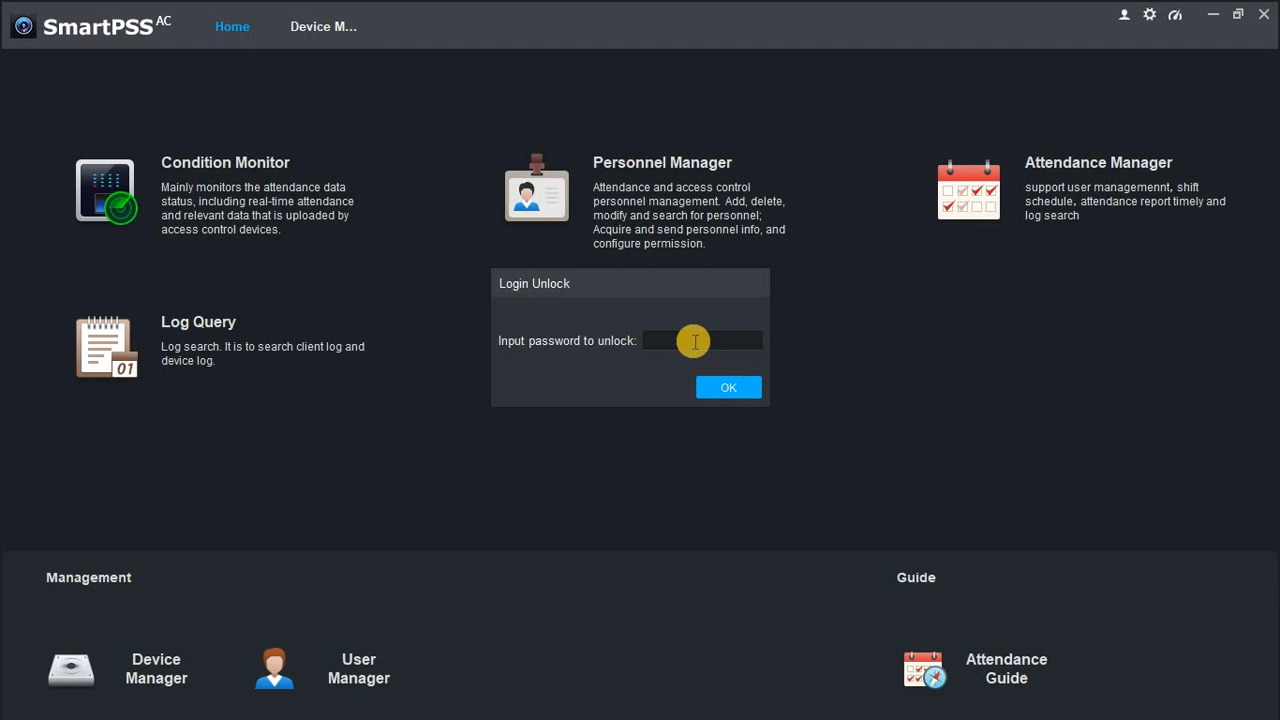 SmartPSS AC
Home
Device M...
Condition Monitor
Mainly monitors the attendance data
status, including real-time attendance
and relevant data that is uploaded by
access control devices.
Personnel Manager
Attendance and access control
personnel management. Add, delete,
modify and search for personnel;
Acquire and send personnel info, and
configure permission.
Attendance Manager
support user management, shift
schedule, attendance report timely and
log search
Login Unlock
Input password to unlock:
OK
01
Log Query
Log search. It is to search client log and
device log.
Management
Guide
Device
Manager
User
Manager
Attendance
Guide